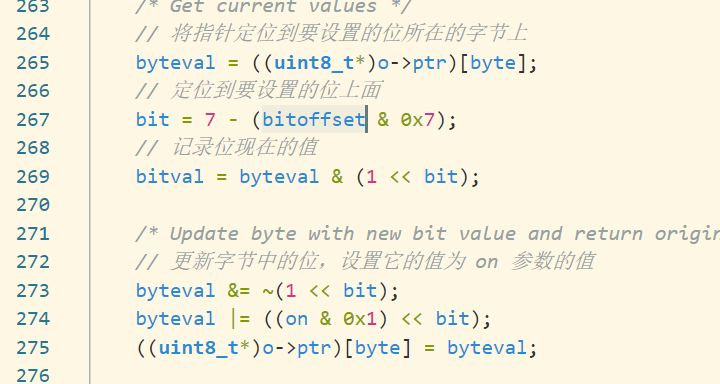 263 /* Get current values */
264 // 将指针定位到要设置的位所在的字节上
265 byteval = ((uint8_t*)o->ptr)[byte];
266 // 定位到要设置的位上面
267 bit = 7 - (bitoffset & 0x7);
268 // 记录位现在的值
269 bitval = byteval & (1 << bit);
270
271 /* Update byte with new bit value and return origin
272 // 更新字节中的位，设置它的值为 on 参数的值
273 byteval &= ~(1 << bit);
274 byteval |= ((on & 0x1) << bit);
275 ((uint8_t*)o->ptr)[byte] = byteval;
276